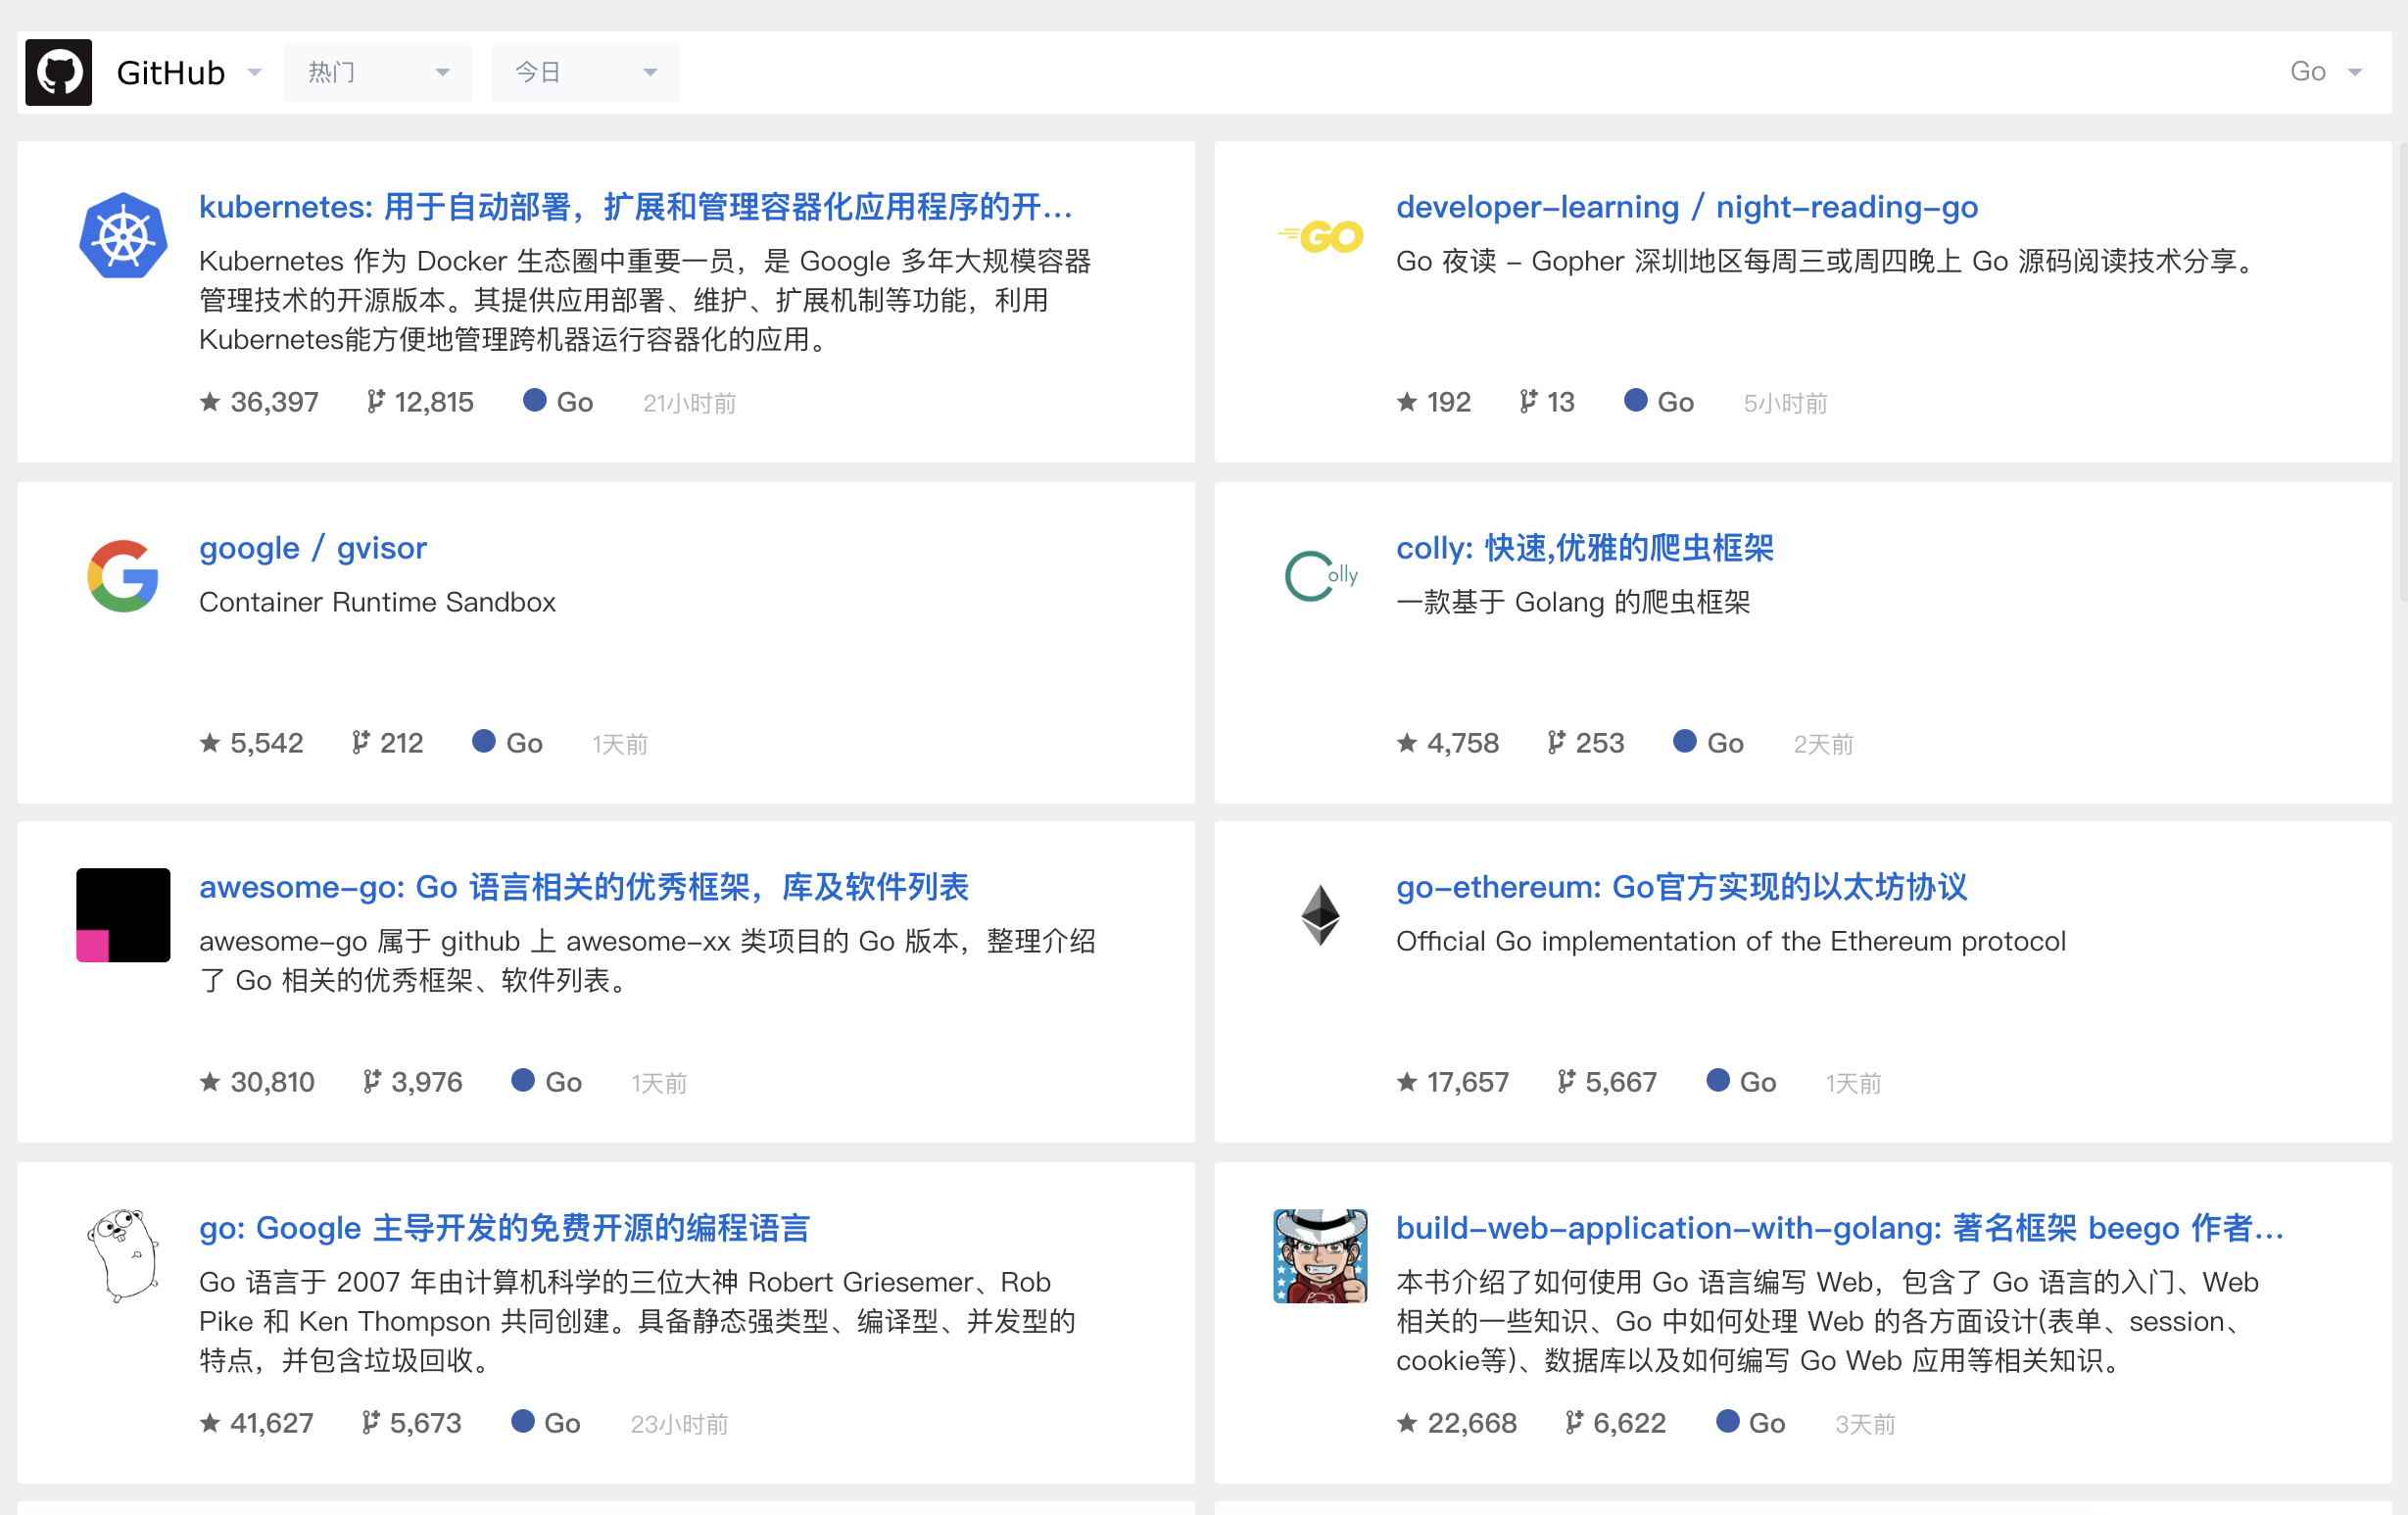 GitHub 热门 今日 Go
kubernetes: 用于自动部署，扩展和管理容器化应用程序的开...
Kubernetes 作为 Docker 生态圈中重要一员，是 Google 多年大规模容器
管理技术的开源版本。其提供应用部署、维护、扩展机制等功能，利用
Kubernetes能方便地管理跨机器运行容器化的应用。
36,397 12,815 Go 21小时前
GO
developer-learning / night-reading-go
Go 夜读 - Gopher 深圳地区每周三或周四晚上 Go 源码阅读技术分享。
192 13 Go 5小时前
google / gvisor
Container Runtime Sandbox
5,542 212 Go 1天前
Colly
colly: 快速,优雅的爬虫框架
一款基于 Golang 的爬虫框架
4,758 253 Go 2天前
awesome-go: Go 语言相关的优秀框架，库及软件列表
awesome-go 属于 github 上 awesome-xx 类项目的 Go 版本，整理介绍
了 Go 相关的优秀框架、软件列表。
30,810 3,976 Go 1天前
go-ethereum: Go官方实现的以太坊协议
Official Go implementation of the Ethereum protocol
17,657 5,667 Go 1天前
go: Google 主导开发的免费开源的编程语言
Go 语言于 2007 年由计算机科学的三位大神 Robert Griesemer、Rob
Pike 和 Ken Thompson 共同创建。具备静态强类型、编译型、并发型的
特点，并包含垃圾回收。
41,627 5,673 Go 23小时前
build-web-application-with-golang: 著名框架 beego 作者...
本书介绍了如何使用 Go 语言编写 Web，包含了 Go 语言的入门、Web
相关的一些知识、Go 中如何处理 Web 的各方面设计(表单、session、
cookie等)、数据库以及如何编写 Go Web 应用等相关知识。
22,668 6,622 Go 3天前